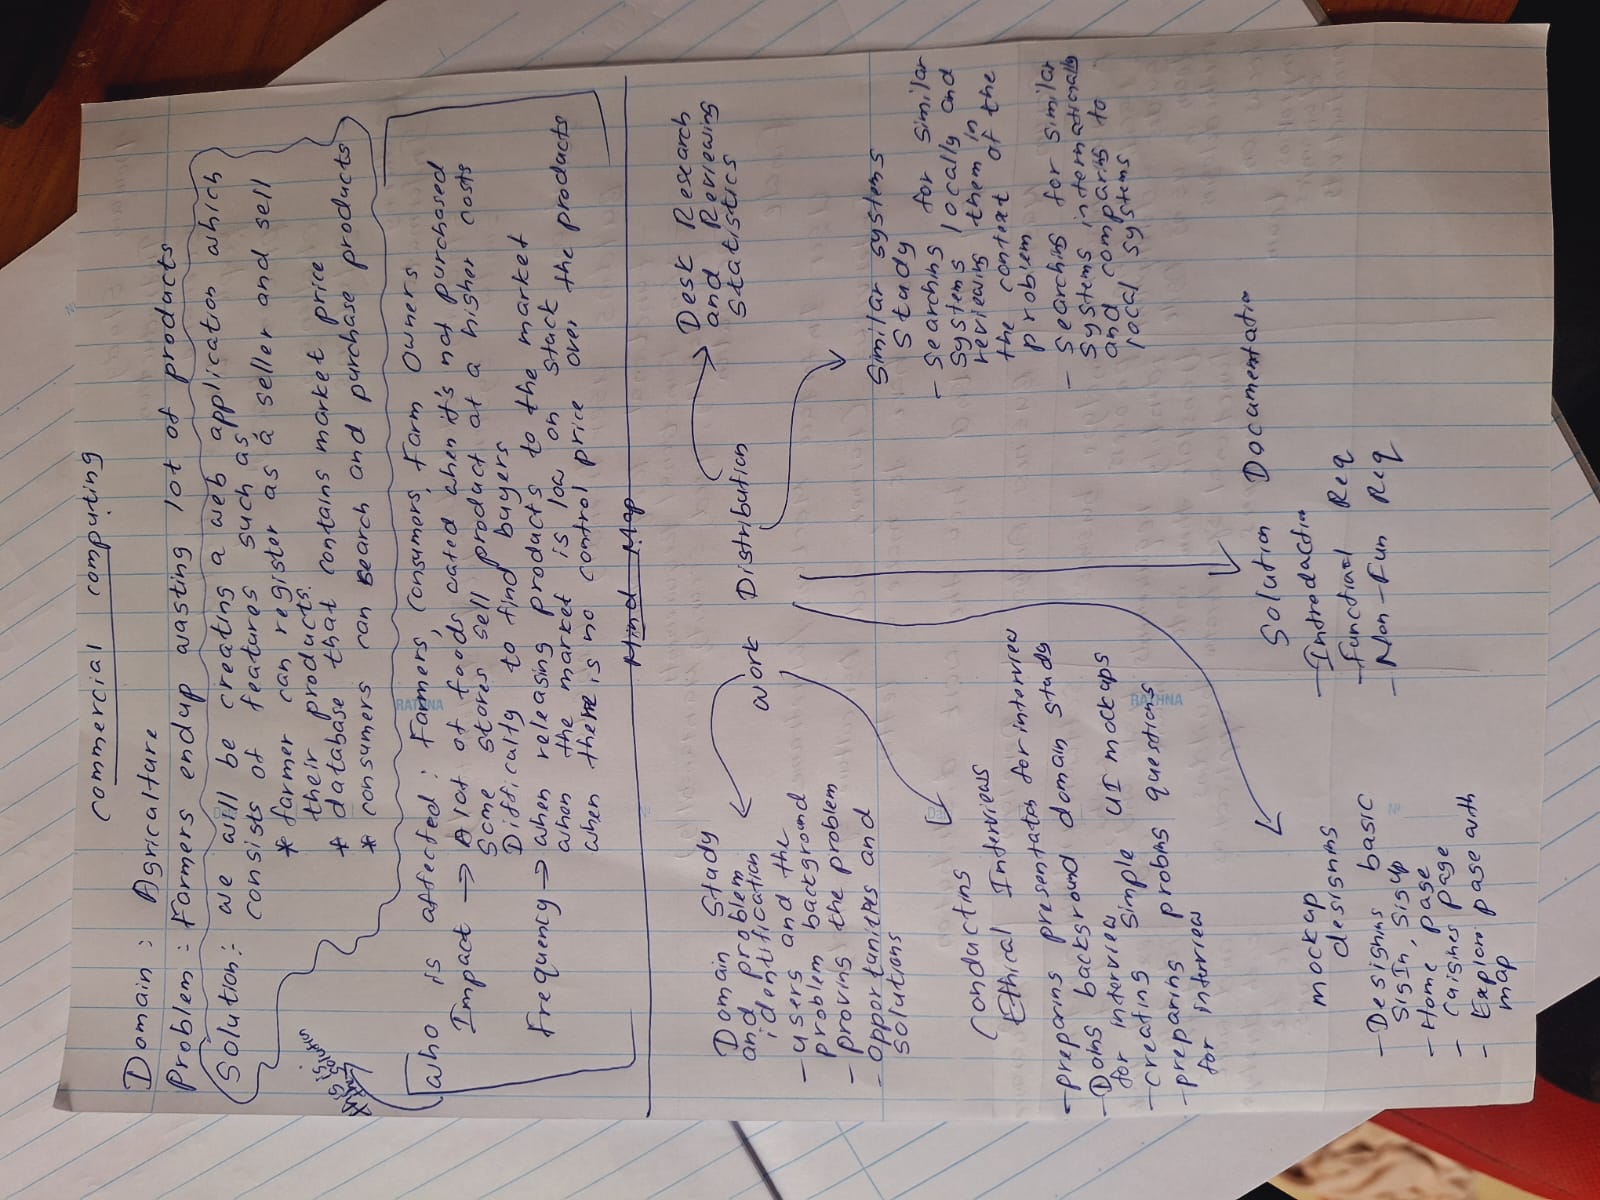 Commercial computing
Domain : Agriculture
Problem : Farmers endup wasting lot of products
Solution : we will be creating a web application which
consists of features such as,
* farmer can register as a seller and sell
their products.
* database that contains market price
* consumers can search and purchase products
this is
the solution
who is affected : Farmers, Consumers, Farm Owners
Impact → A lot of foods when it's not purchased
Some stores sell product at a higher costs
Difficulty to find buyers
Frequency → when releasing products to the market
when the market is low on stock
when there is no control price over the products
Mind Map
Work Distribution
Domain Study
and problem
identification
- users and the
problem background
- proving the problem
- Opportunities and
solutions
Desk Research
and Reviewing
Statistics
Similar systems
Study
- Searching for similar
systems locally and
reviewing them in
the context of the
problem
- Searching for similar
systems internationally
and comparing to
local systems
Conducting
Ethical Interviews
- preparing presentation for interview
- Doing background domain study
for interview
- creating simple UI mockups
- preparing probing questions
for interview
mockup
designing
- Designing basic
SigIn, Sigup
- Home page
- Cuisines page
- Explore page with
map
Solution Documentation
- Introduction
- Functional Req
- Non-Fun Req
RATHNA
RATHNA